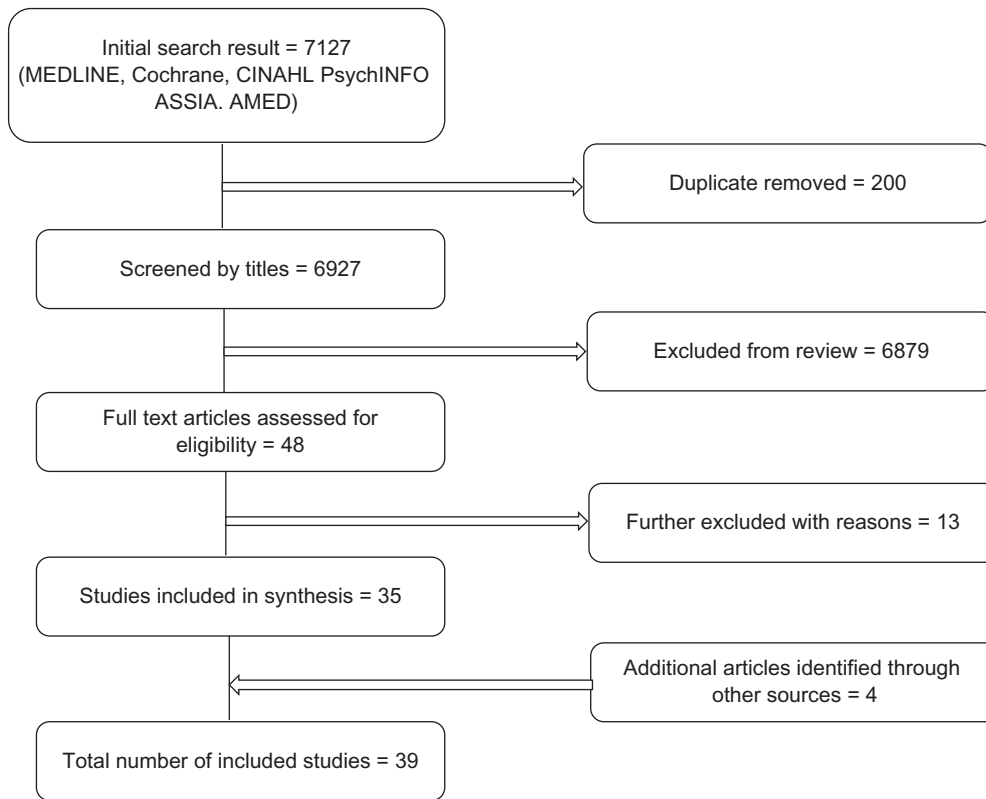 Initial search result = 7127
(MEDLINE, Cochrane, CINAHL PsychINFO
ASSIA. AMED)
Duplicate removed = 200
Screened by titles = 6927
Excluded from review = 6879
Full text articles assessed for
eligibility = 48
Further excluded with reasons = 13
Studies included in synthesis = 35
Additional articles identified through
other sources = 4
Total number of included studies = 39